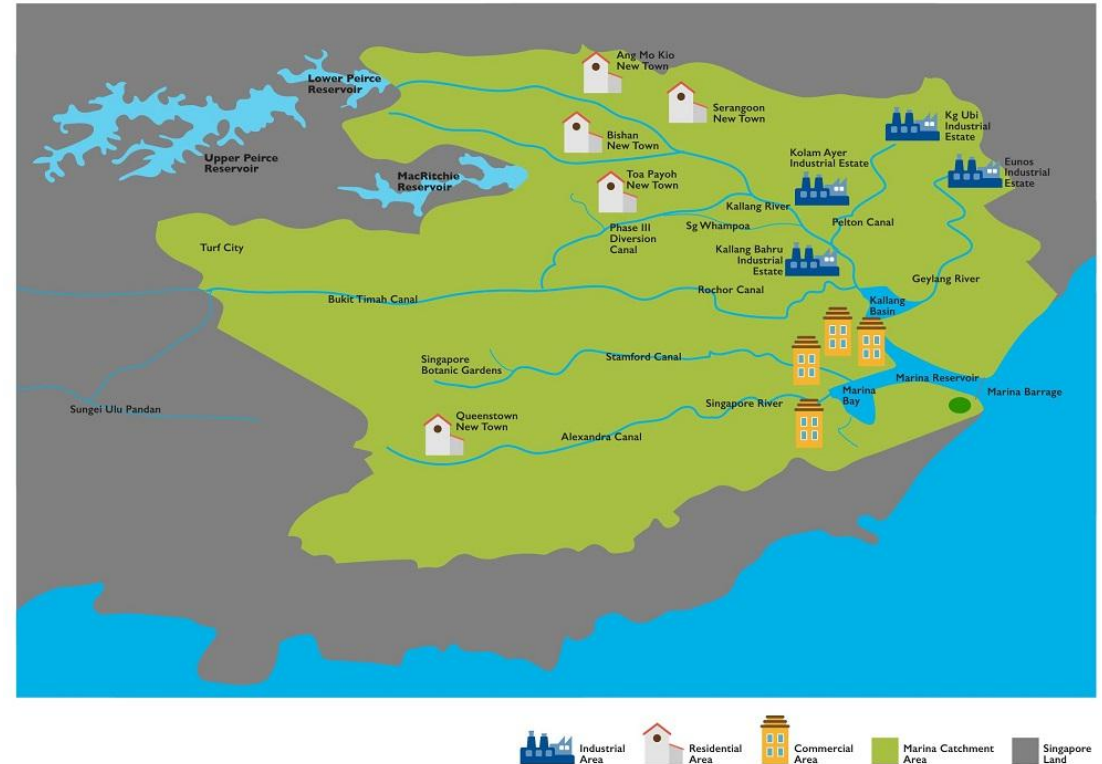 Ang Mo Kio
New Town
Lower Peirce
Reservoir
Serangoon
New Town
Kg Ubi
Industrial
Estate
Bishan
New Town
Upper Peirce
Reservoir
MacRitchie
Reservoir
Kolam Ayer
Industrial Estate
Eunos
Industrial
Estate
Toa Payoh
New Town
Kallang River
Pelton Canal
Phase III
Diversion
Canal
Sg Whampoa
Turf City
Kallang Bahru
Industrial
Estate
Geylang River
Rochor Canal
Bukit Timah Canal
Kallang
Basin
Singapore
Botanic Gardens
Stamford Canal
Marina Reservoir
Marina Barrage
Marina
Bay
Singapore River
Sungei Ulu Pandan
Queenstown
New Town
Alexandra Canal
Industrial
Area
Residential
Area
Commercial
Area
Marina Catchment
Area
Singapore
Land